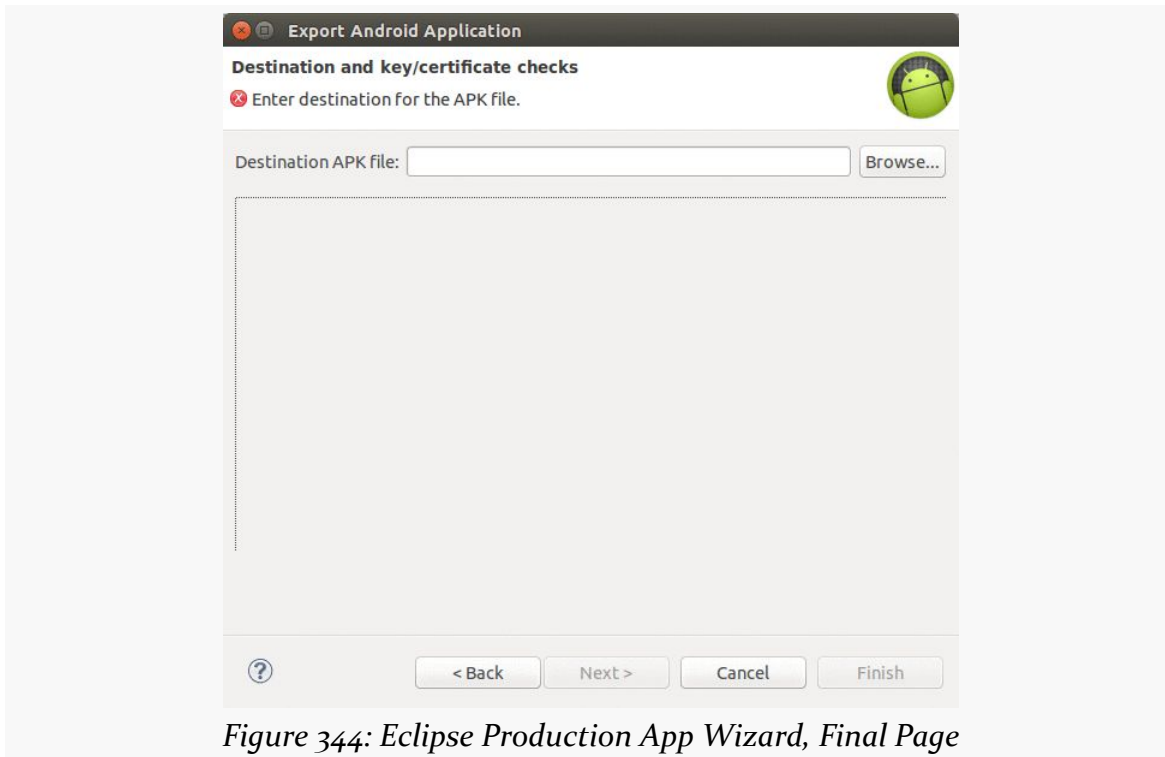 Export Android Application
Destination and key/certificate checks
Enter destination for the APK file.
Destination APK file: Browse...
? < Back Next > Cancel Finish
Figure 344: Eclipse Production App Wizard, Final Page